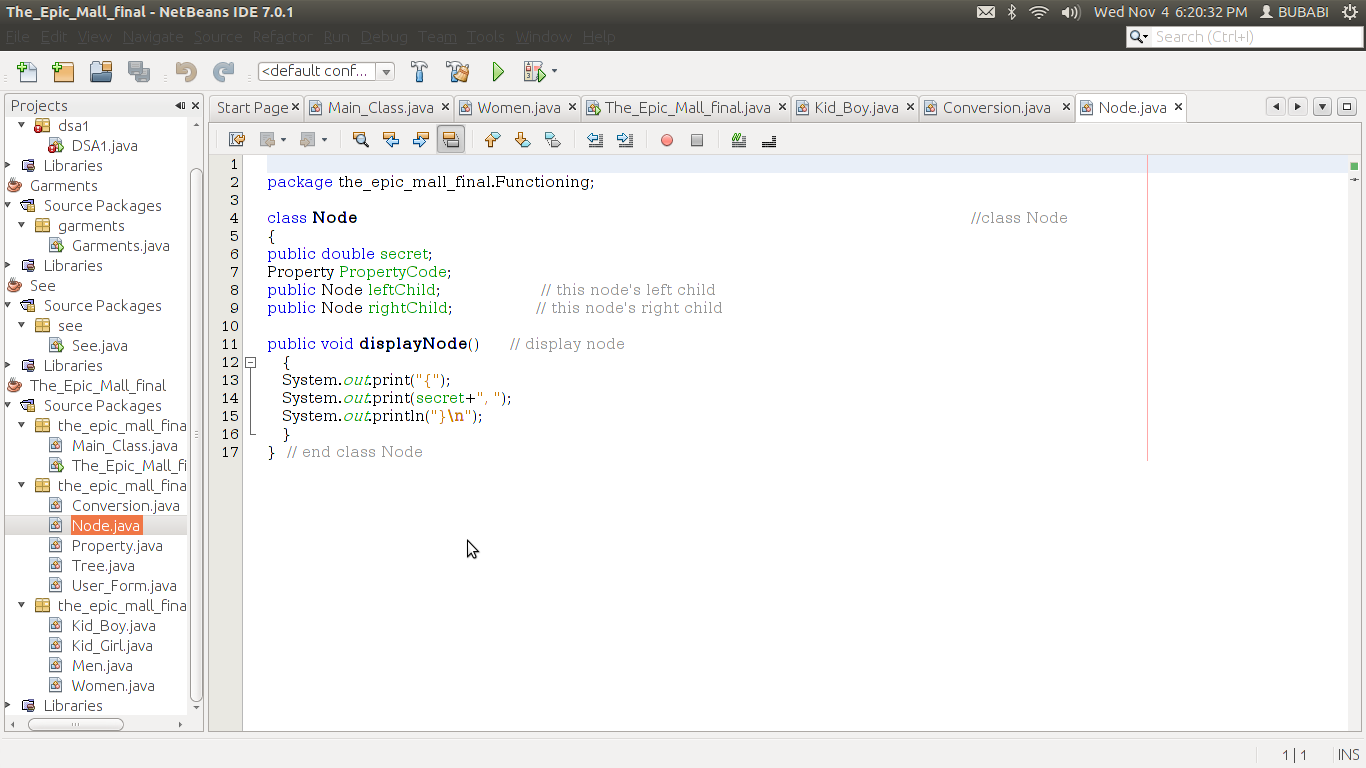 The_Epic_Mall_final - NetBeans IDE 7.0.1
Wed Nov 4 6:20:32 PM BUBABI
File Edit View Navigate Source Refactor Run Debug Team Tools Window Help
Search (Ctrl+I)
<default conf...
Projects
dsa1
DSA1.java
Libraries
Garments
Source Packages
garments
Garments.java
Libraries
See
Source Packages
see
See.java
Libraries
The_Epic_Mall_final
Source Packages
the_epic_mall_fina
Main_Class.java
The_Epic_Mall_fi
the_epic_mall_fina
Conversion.java
Node.java
Property.java
Tree.java
User_Form.java
the_epic_mall_fina
Kid_Boy.java
Kid_Girl.java
Men.java
Women.java
Libraries
Start Page Main_Class.java Women.java The_Epic_Mall_final.java Kid_Boy.java Conversion.java Node.java
1
2 package the_epic_mall_final.Functioning;
3
4 class Node //class Node
5 {
6 public double secret;
7 Property PropertyCode;
8 public Node leftChild; // this node's left child
9 public Node rightChild; // this node's right child
10
11 public void displayNode() // display node
12 {
13 System.out.print("{");
14 System.out.print(secret+", ");
15 System.out.println("}\n");
16 }
17 } // end class Node
1 | 1 INS